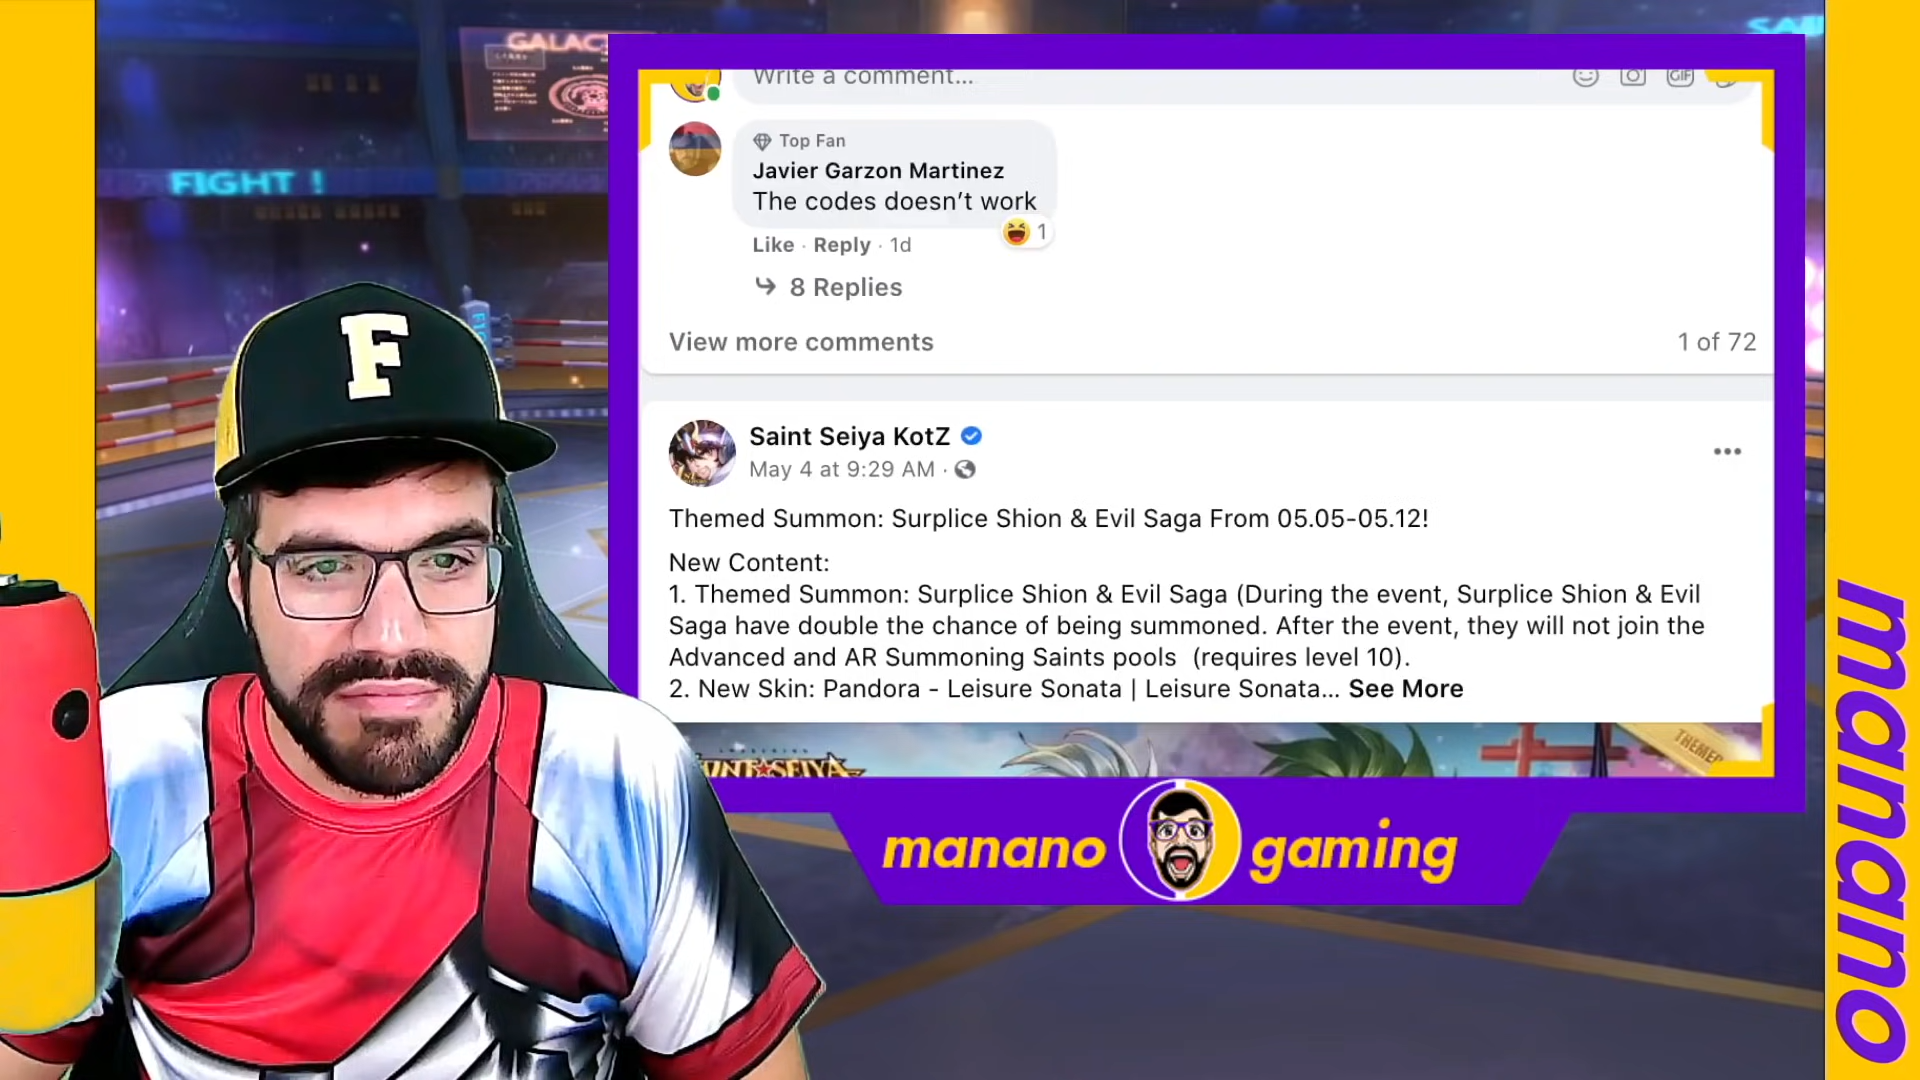 GALAC
SAI
FIGHT !
FIG
F
Write a comment...
GIF
Top Fan
Javier Garzon Martinez
The codes doesn't work
1
Like · Reply · 1d
8 Replies
View more comments
1 of 72
Saint Seiya KotZ
May 4 at 9:29 AM ·
Themed Summon: Surplice Shion & Evil Saga From 05.05-05.12!
New Content:
1. Themed Summon: Surplice Shion & Evil Saga (During the event, Surplice Shion & Evil
Saga have double the chance of being summoned. After the event, they will not join the
Advanced and AR Summoning Saints pools (requires level 10).
2. New Skin: Pandora - Leisure Sonata | Leisure Sonata... See More
THEMED
manano gaming
manano